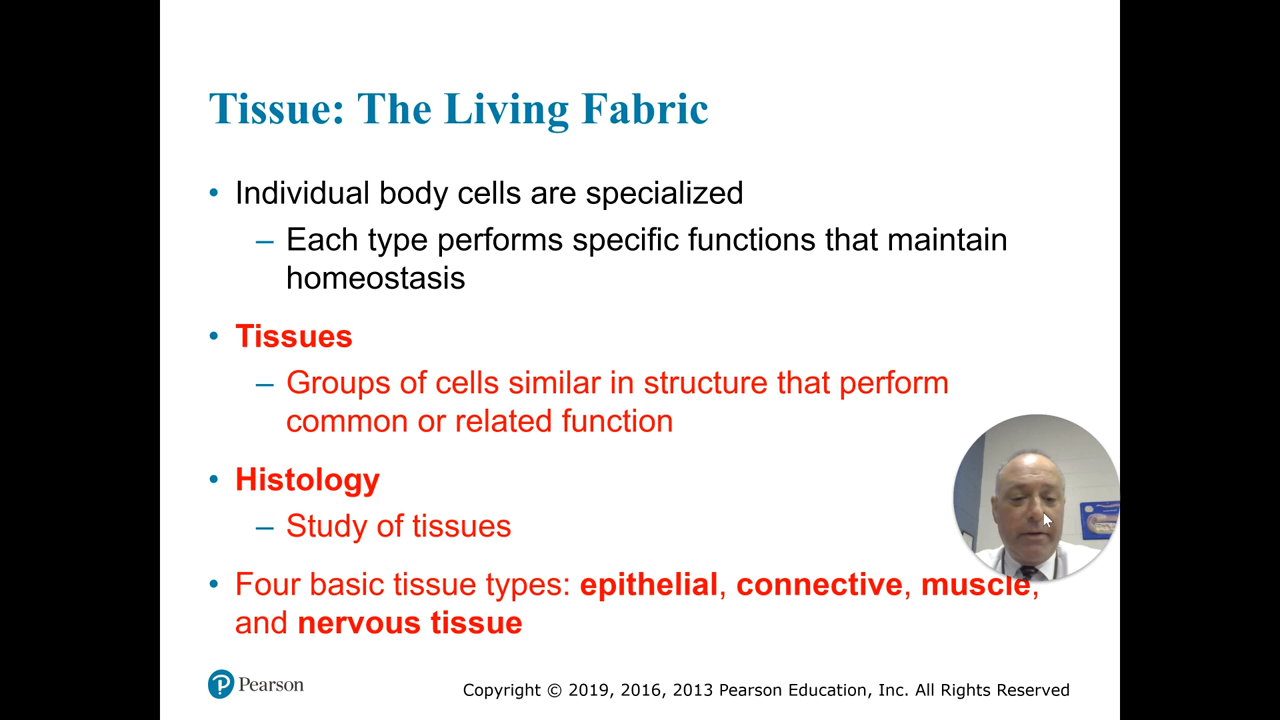 Tissue: The Living Fabric
• Individual body cells are specialized
– Each type performs specific functions that maintain
homeostasis
• Tissues
– Groups of cells similar in structure that perform
common or related function
• Histology
– Study of tissues
• Four basic tissue types: epithelial, connective, muscle,
and nervous tissue
Pearson
Copyright © 2019, 2016, 2013 Pearson Education, Inc. All Rights Reserved